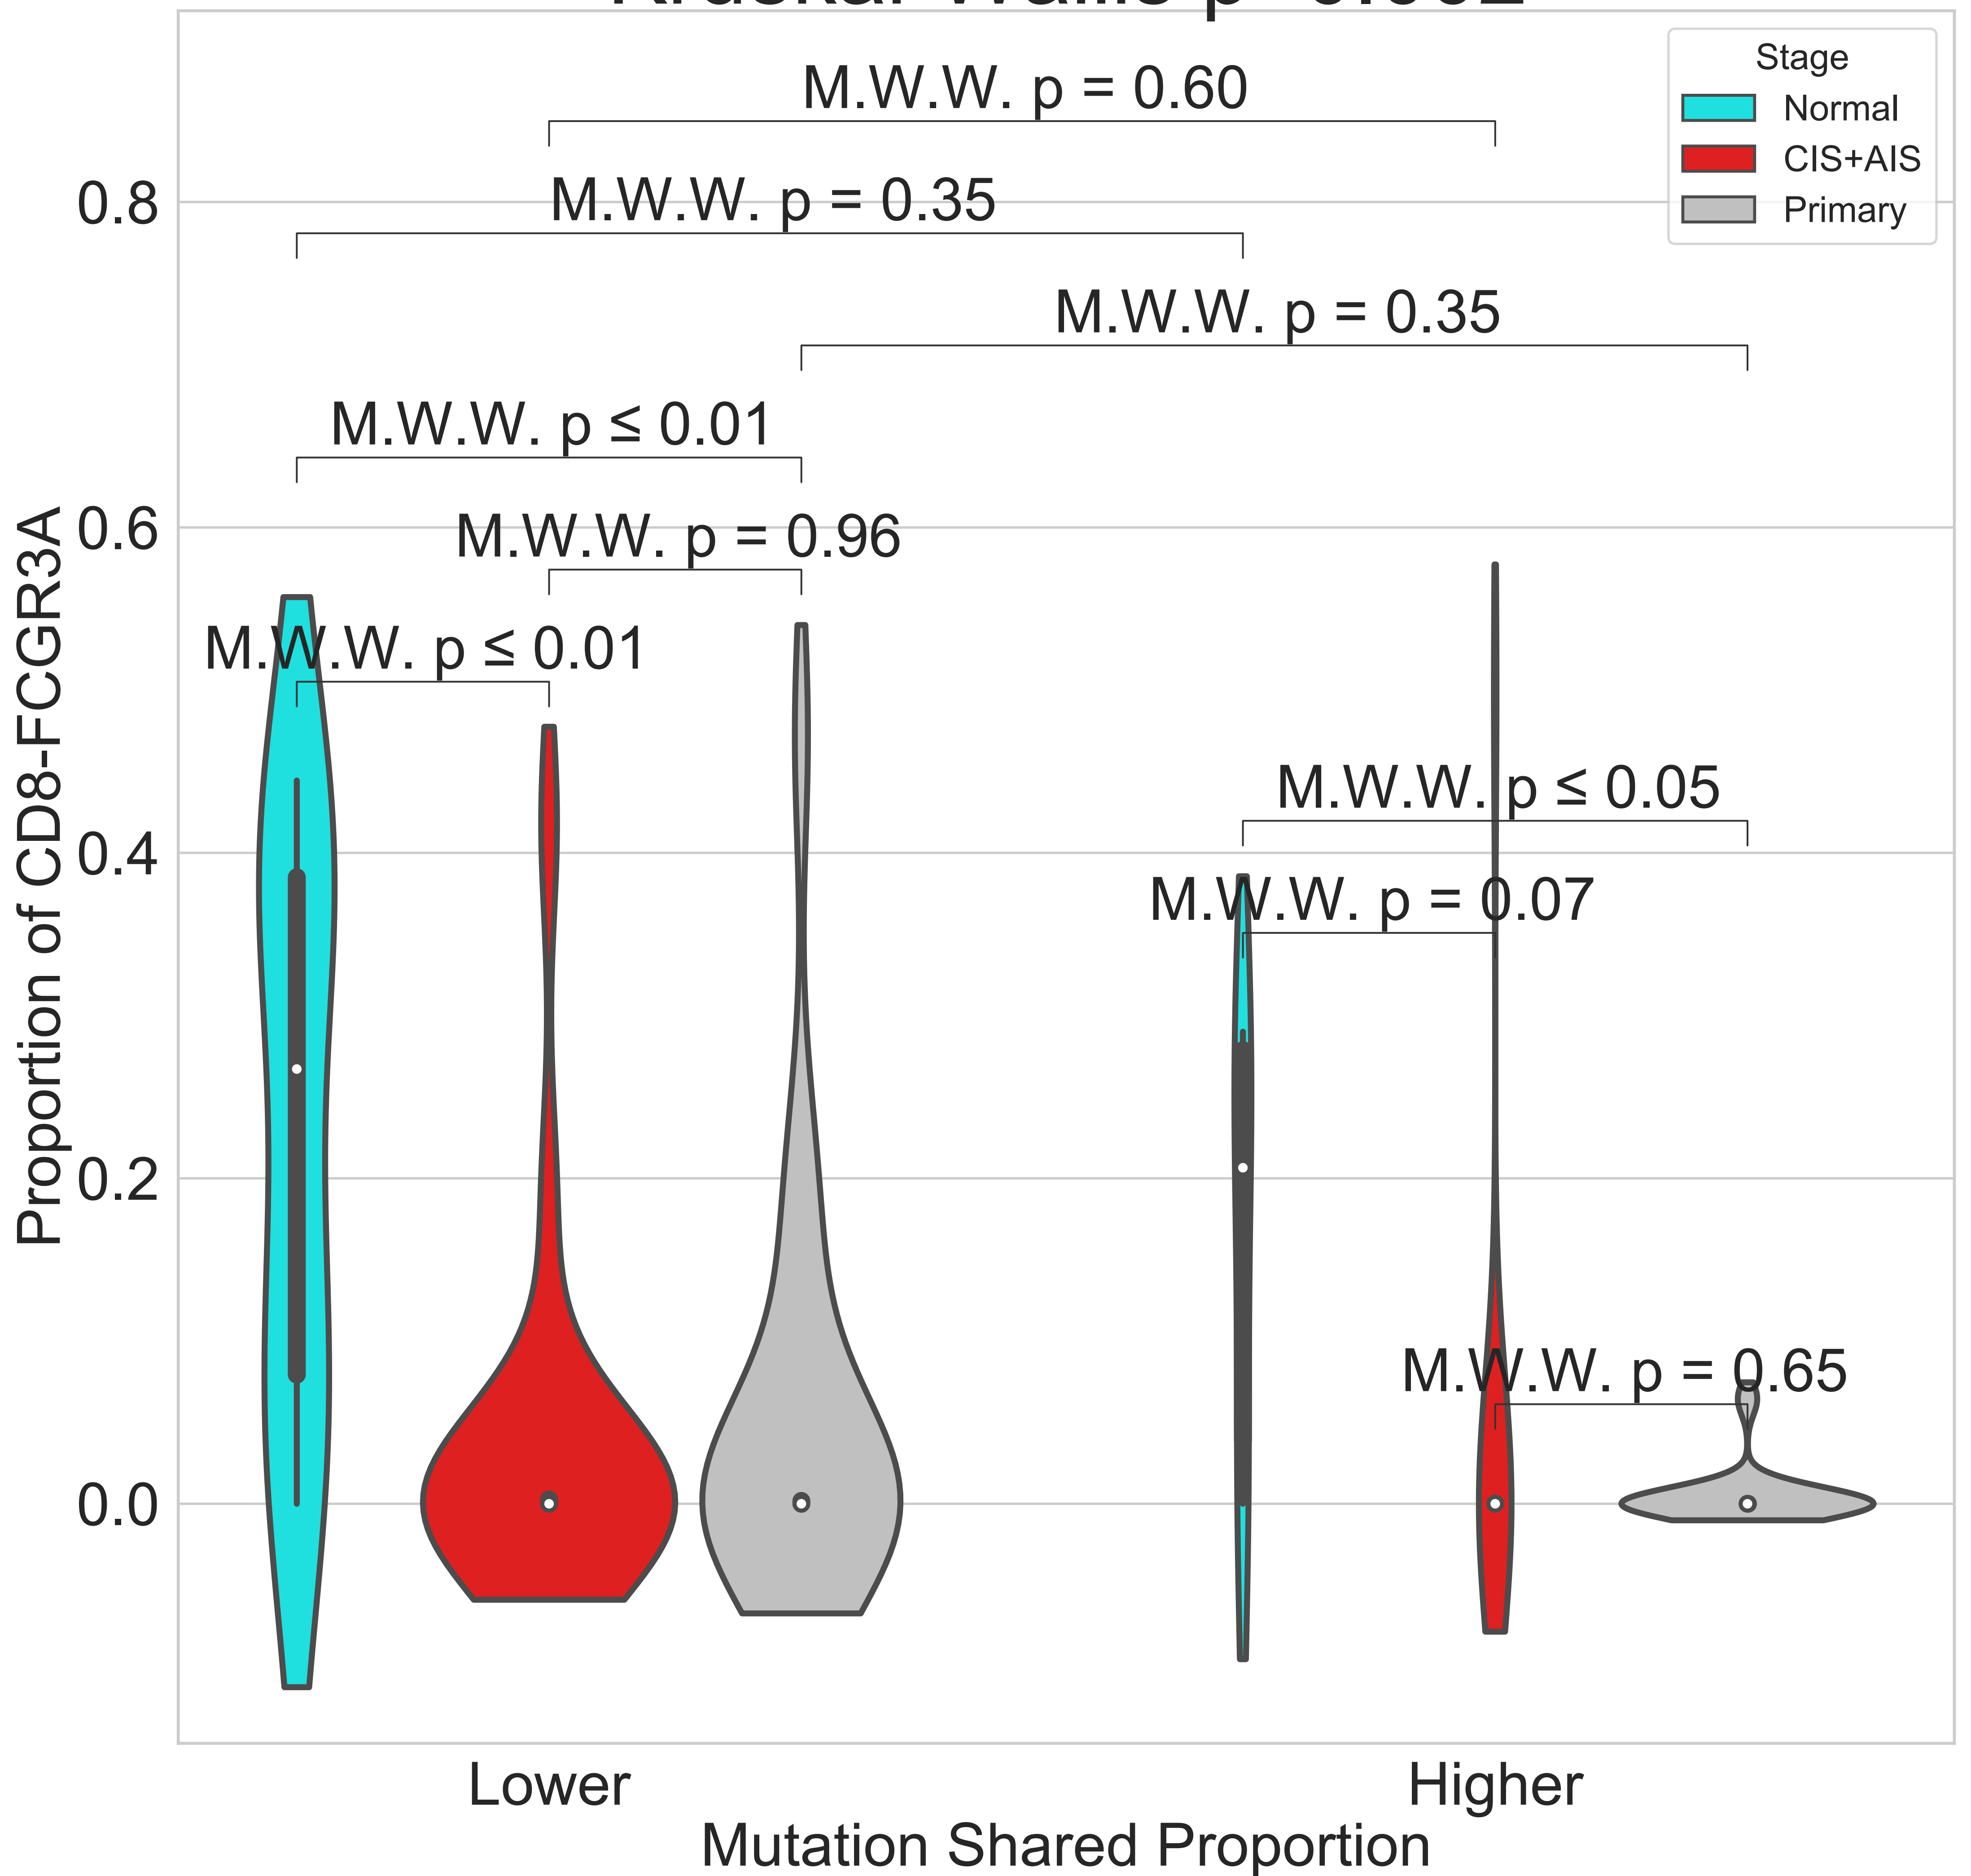 Stage
Normal
CIS+AIS
Primary
M.W.W. p = 0.60
M.W.W. p = 0.35
M.W.W. p = 0.35
M.W.W. p ≤ 0.01
M.W.W. p = 0.96
M.W.W. p ≤ 0.01
M.W.W. p ≤ 0.05
M.W.W. p = 0.07
M.W.W. p = 0.65
Proportion of CD8-FCGR3A
0.8
0.6
0.4
0.2
0.0
Lower
Higher
Mutation Shared Proportion